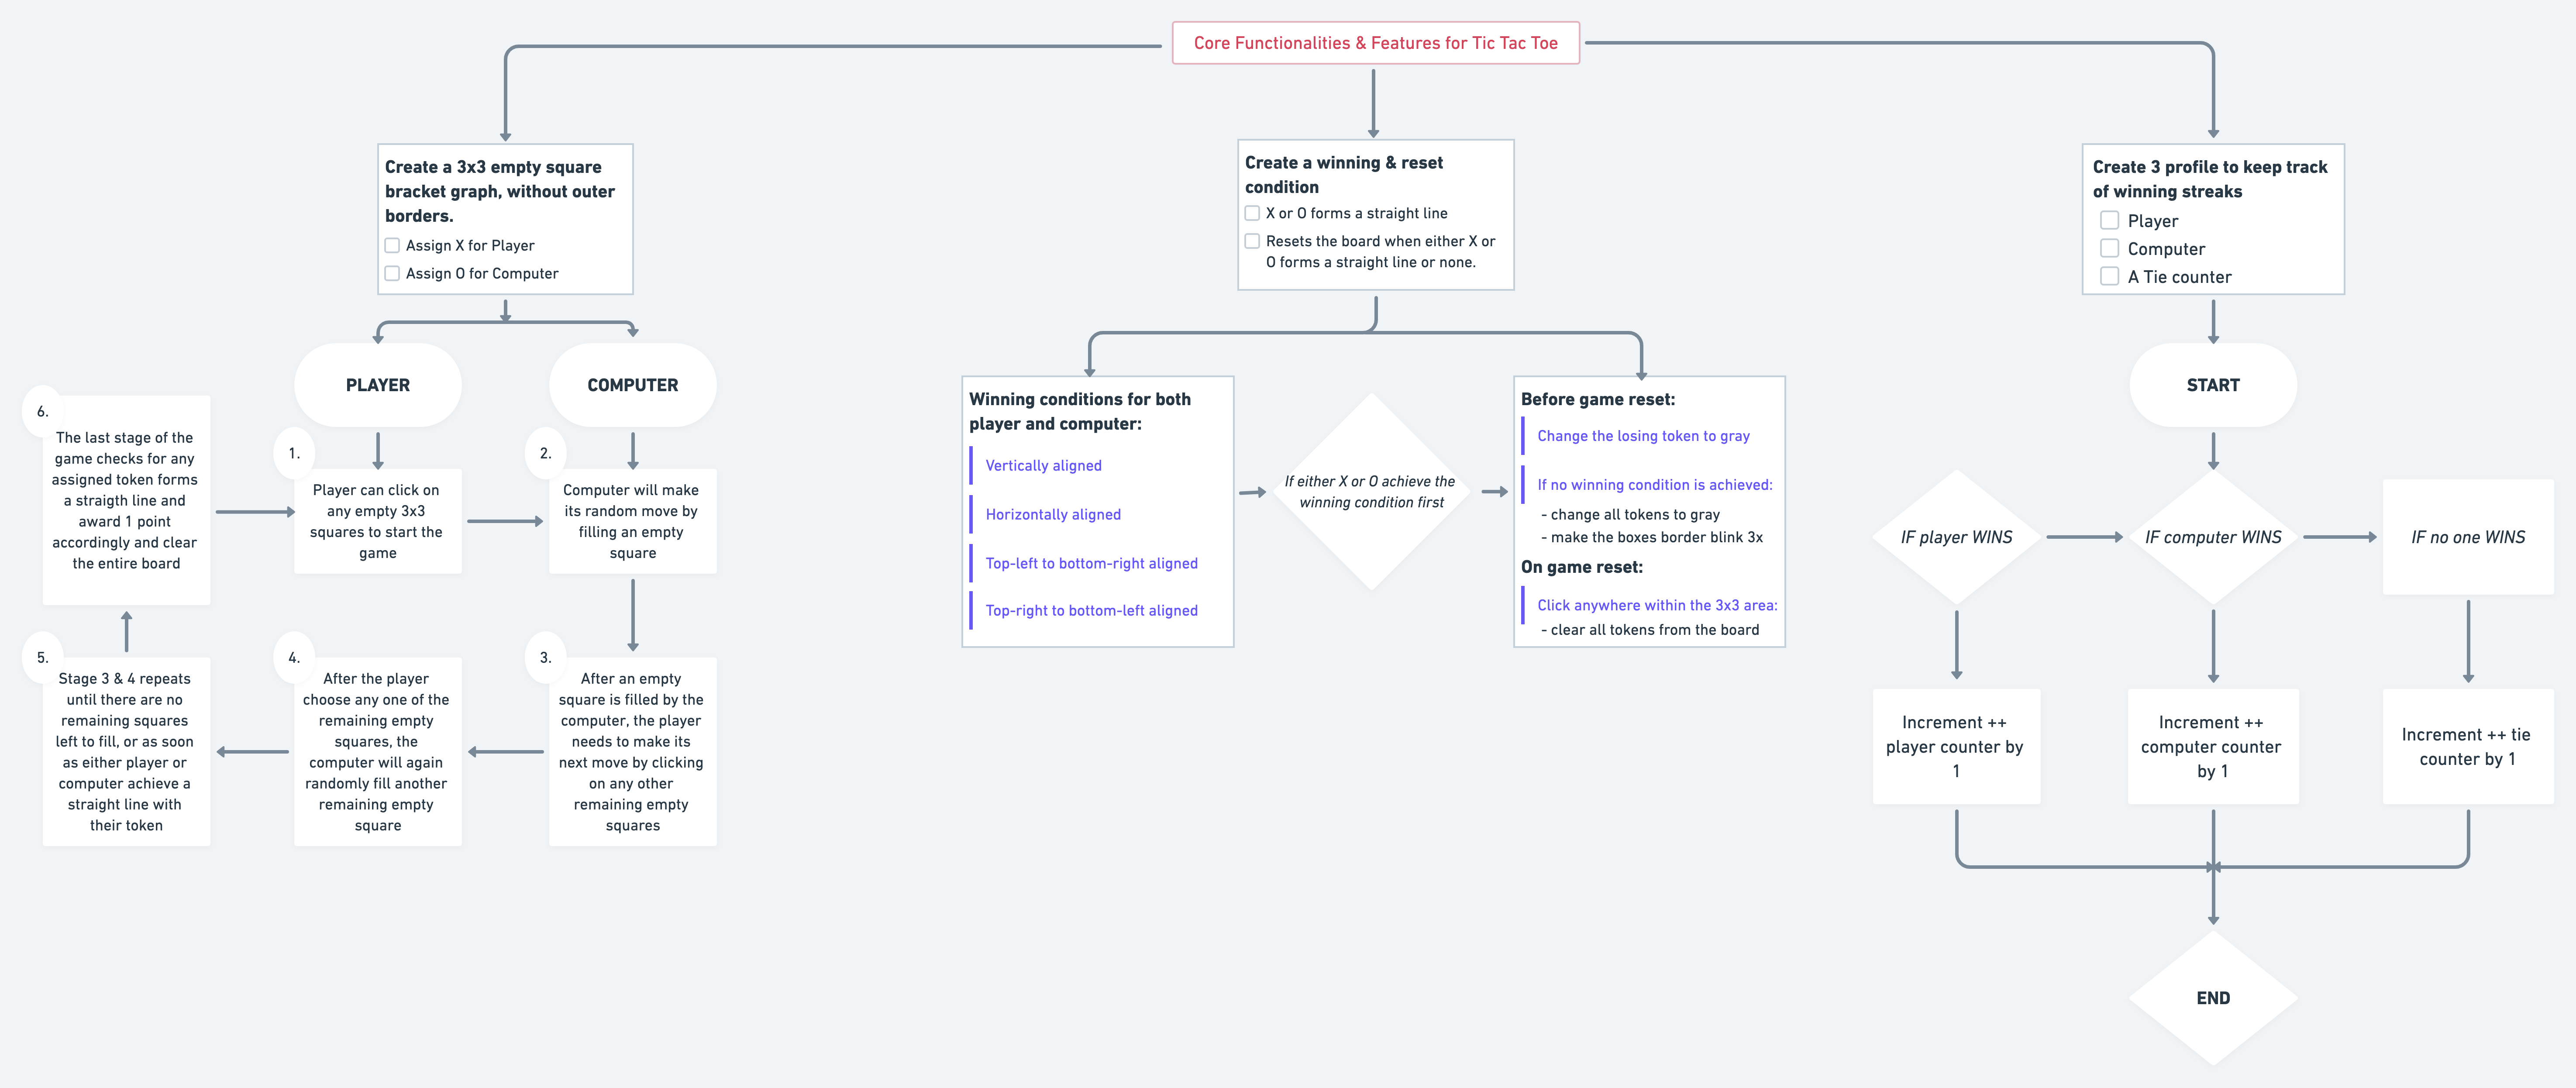 Core Functionalities & Features for Tic Tac Toe
Create a 3x3 empty square
bracket graph, without outer
borders.
Assign X for Player
Assign O for Computer
PLAYER
COMPUTER
1.
Player can click on
any empty 3x3
squares to start the
game
2.
Computer will make
its random move by
filling an empty
square
3.
After an empty
square is filled by the
computer, the player
needs to make its
next move by clicking
on any other
remaining empty
squares
4.
After the player
choose any one of the
remaining empty
squares, the
computer will again
randomly fill another
remaining empty
square
5.
Stage 3 & 4 repeats
until there are no
remaining squares
left to fill, or as soon
as either player or
computer achieve a
straight line with
their token
6.
The last stage of the
game checks for any
assigned token forms
a straigth line and
award 1 point
accordingly and clear
the entire board
Create a winning & reset
condition
X or O forms a straight line
Resets the board when either X or
O forms a straight line or none.
Winning conditions for both
player and computer:
Vertically aligned
Horizontally aligned
Top-left to bottom-right aligned
Top-right to bottom-left aligned
If either X or O achieve the
winning condition first
Before game reset:
Change the losing token to gray
If no winning condition is achieved:
- change all tokens to gray
- make the boxes border blink 3x
On game reset:
Click anywhere within the 3x3 area:
- clear all tokens from the board
Create 3 profile to keep track
of winning streaks
Player
Computer
A Tie counter
START
IF player WINS
IF computer WINS
IF no one WINS
Increment ++
player counter by
1
Increment ++
computer counter
by 1
Increment ++ tie
counter by 1
END